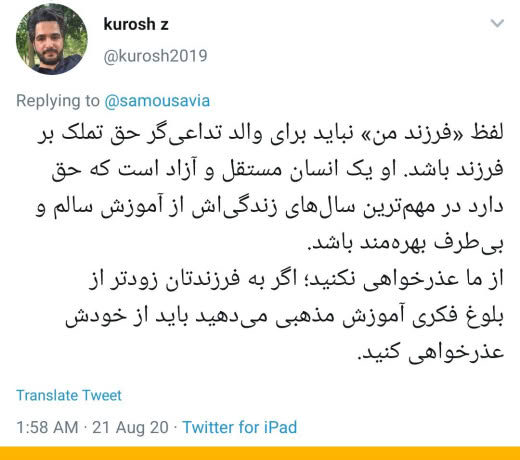 kurosh z
@kurosh2019
Replying to @samousavia
لفظ «فرزند من» نباید برای والد تداعی‌گر حق تملک بر
فرزند باشد. او یک انسان مستقل و آزاد است که حق
دارد در مهم‌ترین سال‌های زندگی‌اش از آموزش سالم و
بی‌طرف بهره‌مند باشد.
از ما عذرخواهی نکنید؛ اگر به فرزندتان زودتر از
بلوغ فکری آموزش مذهبی می‌دهید باید از خودش
عذرخواهی کنید.
Translate Tweet
1:58 AM · 21 Aug 20 · Twitter for iPad